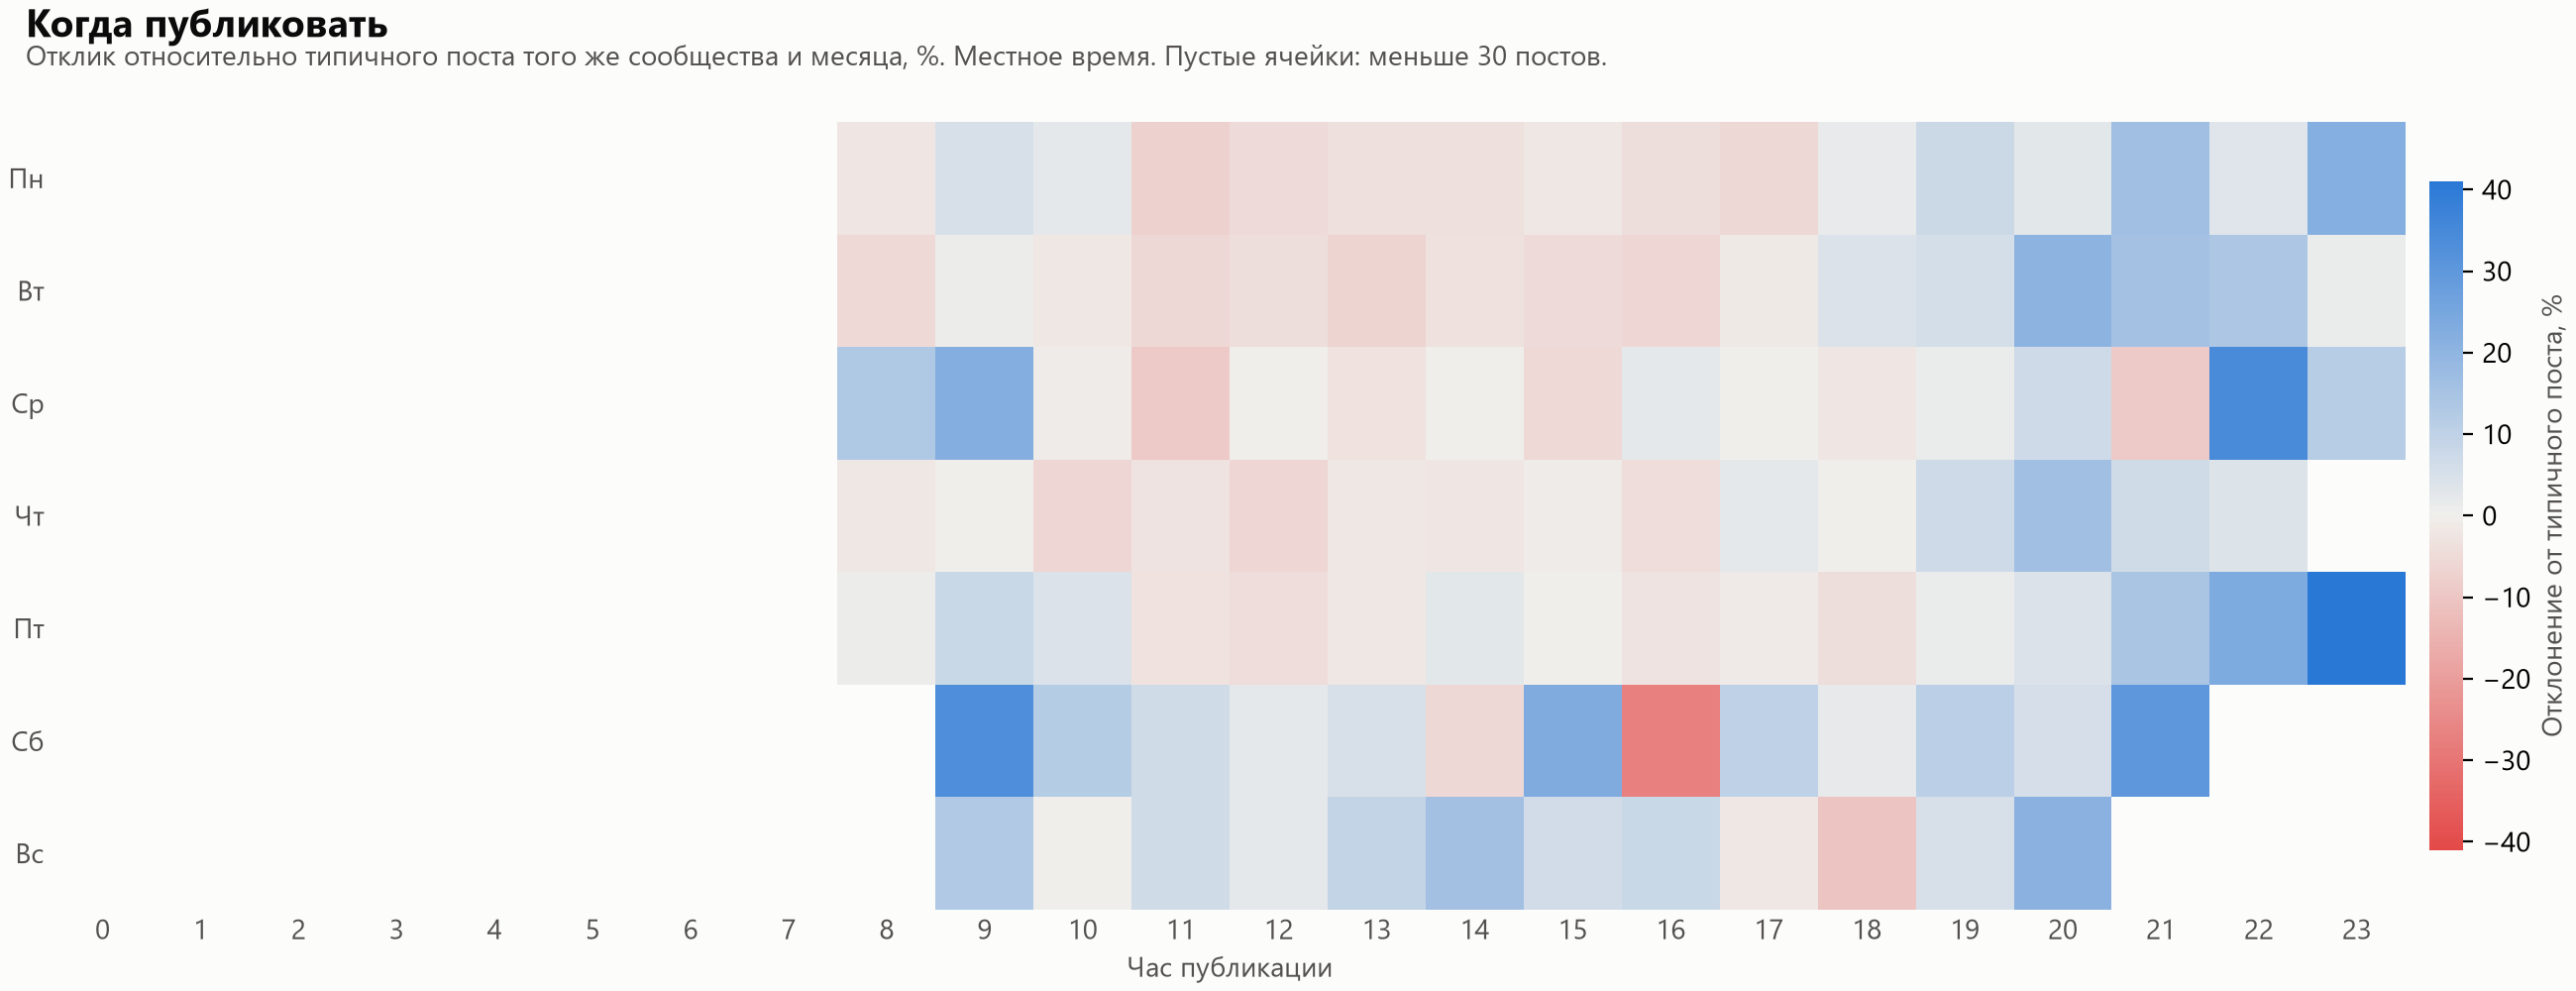 Когда публиковать
Отклик относительно типичного поста того же сообщества и месяца, %. Местное время. Пустые ячейки: меньше 30 постов.
Пн
Вт
Ср
Чт
Пт
Сб
Вс
0 1 2 3 4 5 6 7 8 9 10 11 12 13 14 15 16 17 18 19 20 21 22 23
Час публикации
40
30
20
10
0
−10
−20
−30
−40
Отклонение от типичного поста, %